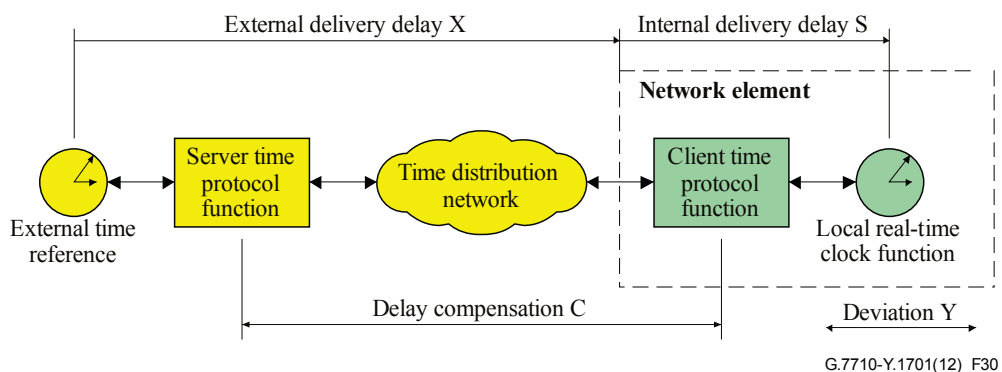 External delivery delay X
Internal delivery delay S
Network element
Server time
protocol
function
Time distribution
network
Client time
protocol
function
External time
reference
Local real-time
clock function
Delay compensation C
Deviation Y
G.7710-Y.1701(12)_F30